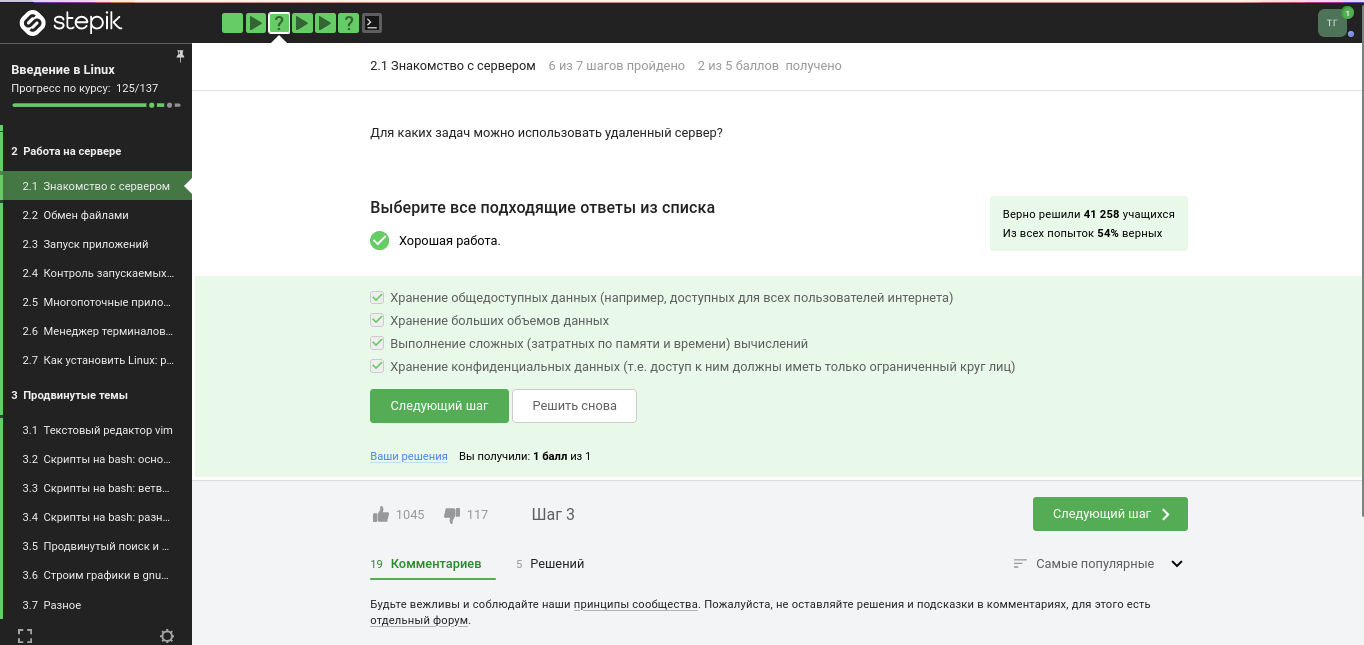 stepik
?
?
ТГ
1
Введение в Linux
Прогресс по курсу: 125/137
2 Работа на сервере
2.1 Знакомство с сервером
2.2 Обмен файлами
2.3 Запуск приложений
2.4 Контроль запускаемых...
2.5 Многопоточные прило...
2.6 Менеджер терминалов...
2.7 Как установить Linux: р...
3 Продвинутые темы
3.1 Текстовый редактор vim
3.2 Скрипты на bash: осно...
3.3 Скрипты на bash: ветв...
3.4 Скрипты на bash: разн...
3.5 Продвинутый поиск и ...
3.6 Строим графики в gnu...
3.7 Разное
2.1 Знакомство с сервером 6 из 7 шагов пройдено 2 из 5 баллов получено
Для каких задач можно использовать удаленный сервер?
Выберите все подходящие ответы из списка
Хорошая работа.
Верно решили 41 258 учащихся
Из всех попыток 54% верных
Хранение общедоступных данных (например, доступных для всех пользователей интернета)
Хранение больших объемов данных
Выполнение сложных (затратных по памяти и времени) вычислений
Хранение конфиденциальных данных (т.е. доступ к ним должны иметь только ограниченный круг лиц)
Следующий шаг Решить снова
Ваши решения Вы получили: 1 балл из 1
1045 117 Шаг 3 Следующий шаг
19 Комментариев 5 Решений Самые популярные
Будьте вежливы и соблюдайте наши принципы сообщества. Пожалуйста, не оставляйте решения и подсказки в комментариях, для этого есть
отдельный форум.